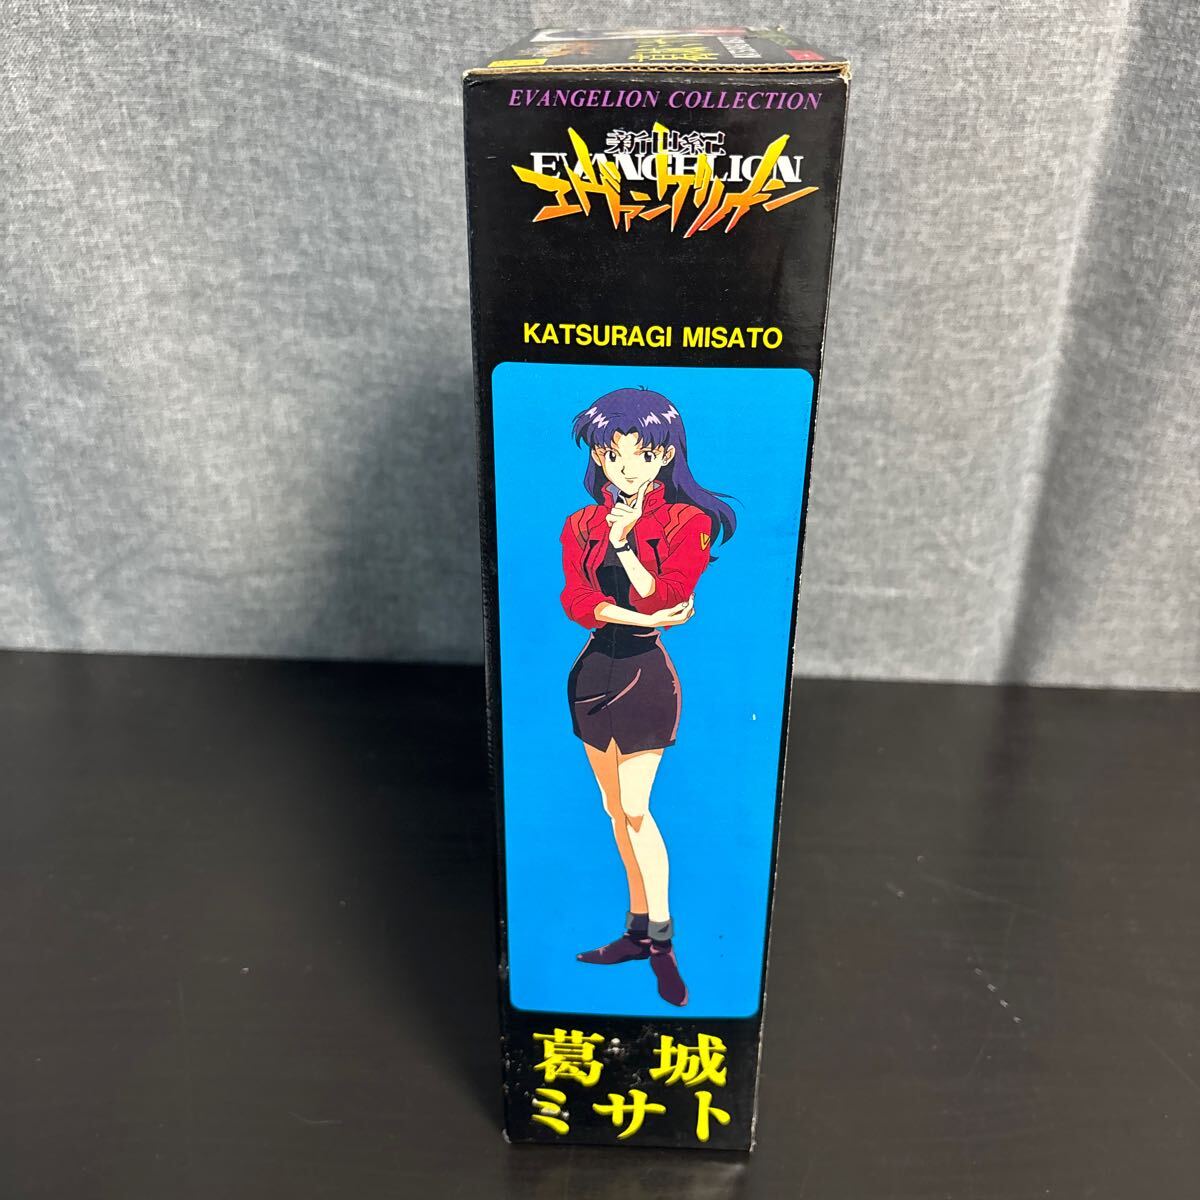 EVANGELION COLLECTION
新世紀
EVANGELION
エヴァンゲリオン
KATSURAGI MISATO
葛城
ミサト